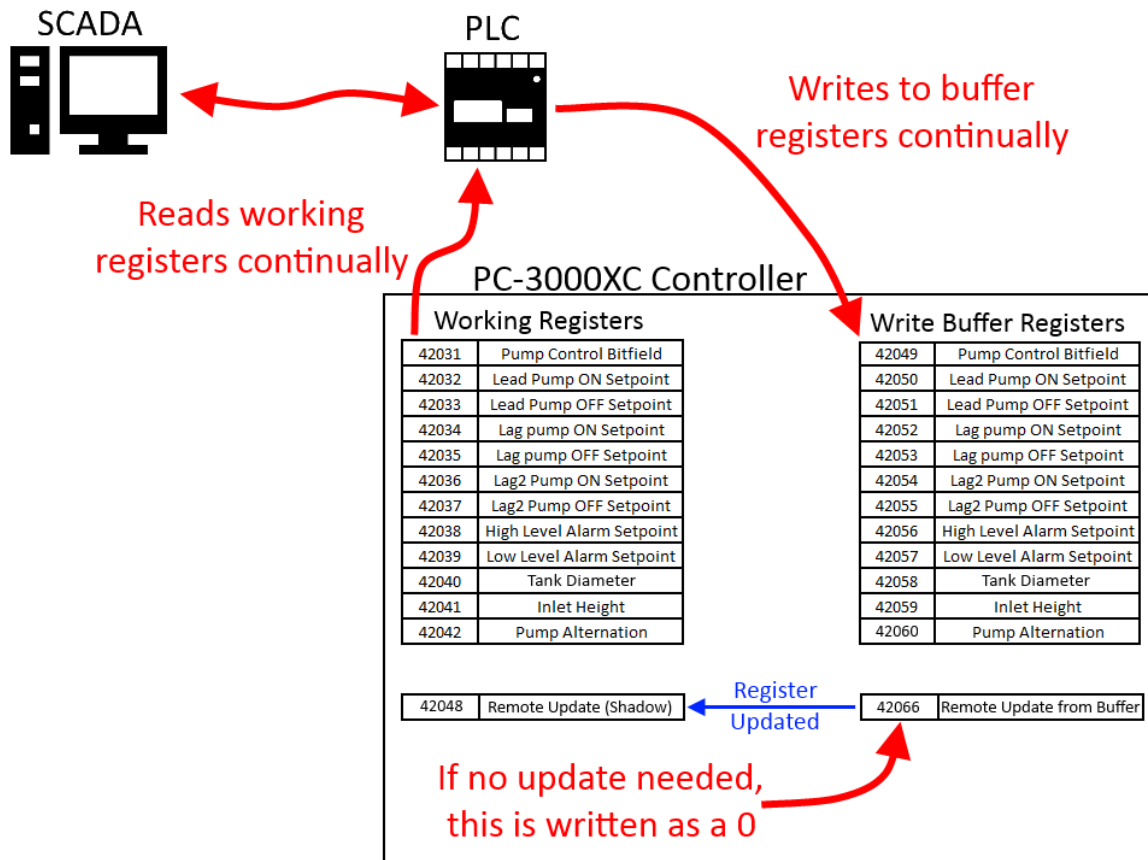 SCADA
PLC
Writes to buffer
registers continually
Reads working
registers continually
PC-3000XC Controller
Working Registers
42031 Pump Control Bitfield
42032 Lead Pump ON Setpoint
42033 Lead Pump OFF Setpoint
42034 Lag pump ON Setpoint
42035 Lag pump OFF Setpoint
42036 Lag2 Pump ON Setpoint
42037 Lag2 Pump OFF Setpoint
42038 High Level Alarm Setpoint
42039 Low Level Alarm Setpoint
42040 Tank Diameter
42041 Inlet Height
42042 Pump Alternation
Write Buffer Registers
42049 Pump Control Bitfield
42050 Lead Pump ON Setpoint
42051 Lead Pump OFF Setpoint
42052 Lag pump ON Setpoint
42053 Lag pump OFF Setpoint
42054 Lag2 Pump ON Setpoint
42055 Lag2 Pump OFF Setpoint
42056 High Level Alarm Setpoint
42057 Low Level Alarm Setpoint
42058 Tank Diameter
42059 Inlet Height
42060 Pump Alternation
42048 Remote Update (Shadow)
Register
Updated
42066 Remote Update from Buffer
If no update needed,
this is written as a 0